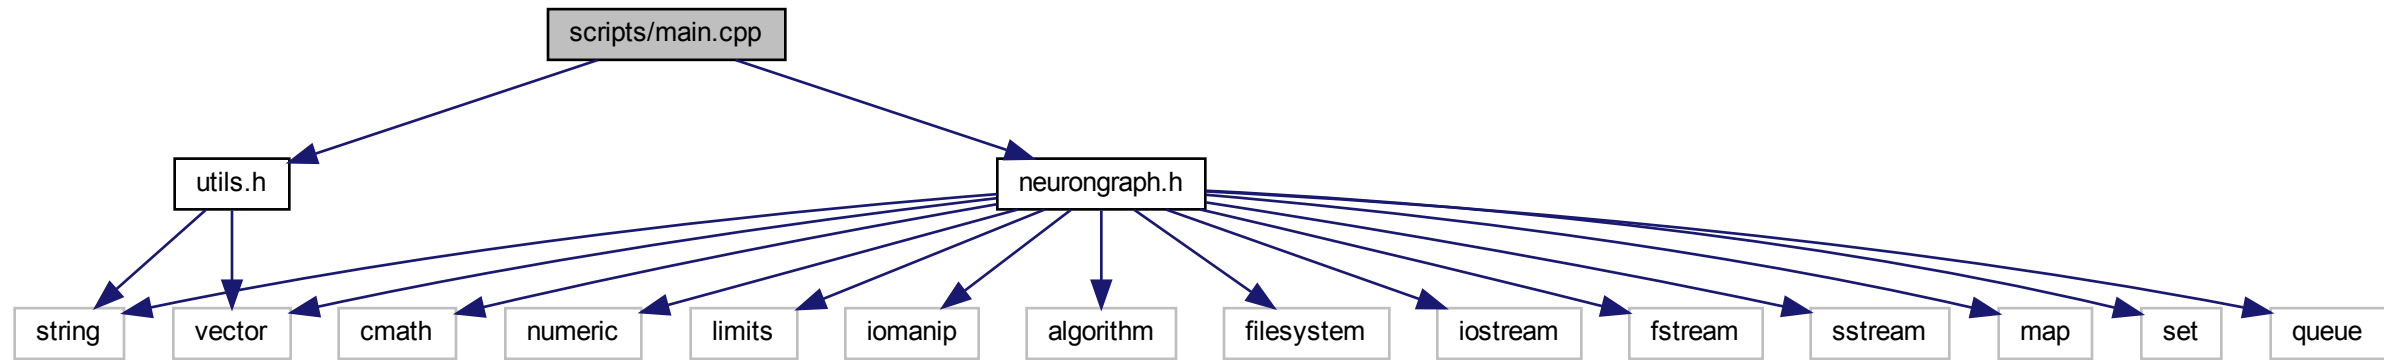 scripts/main.cpp
utils.h
neurongraph.h
string
vector
cmath
numeric
limits
iomanip
algorithm
filesystem
iostream
fstream
sstream
map
set
queue